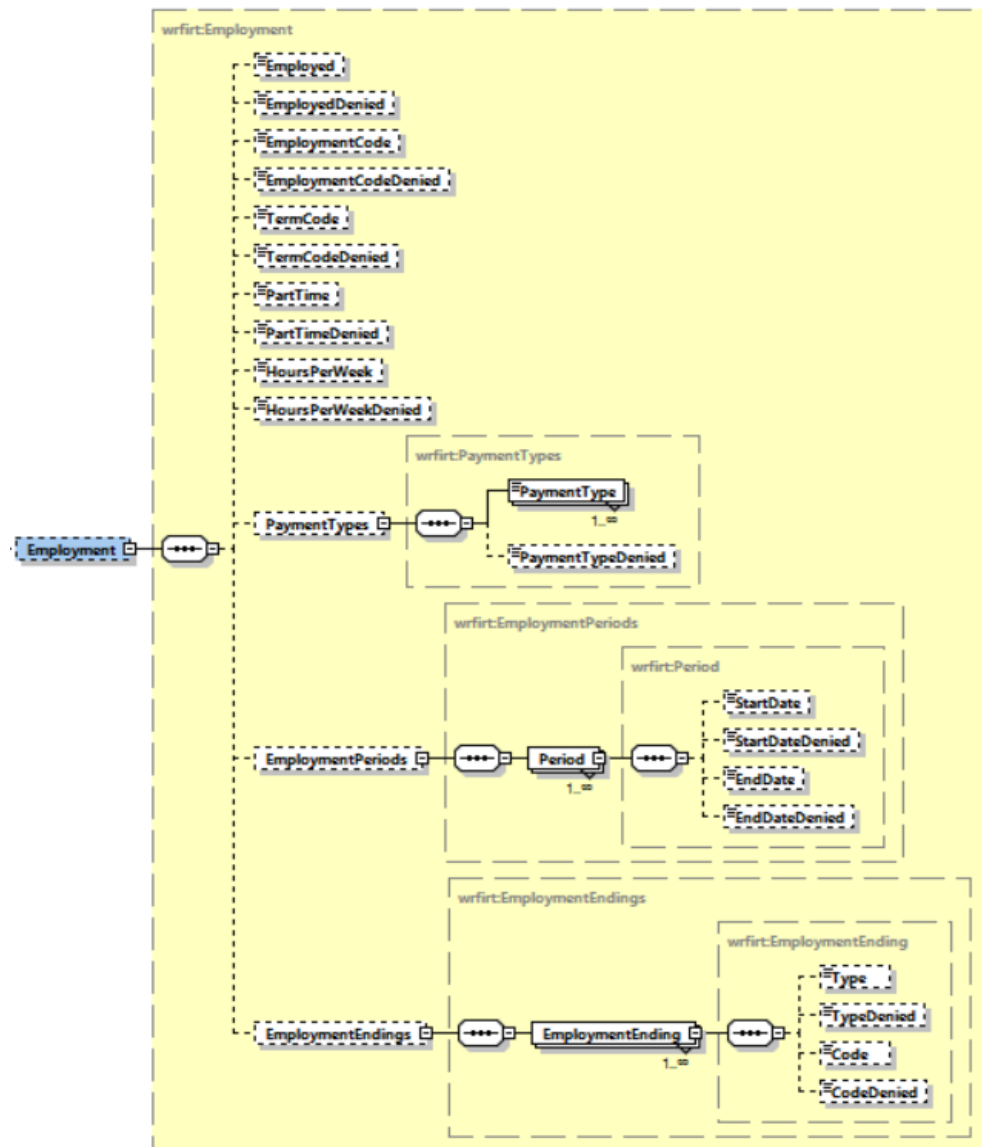 wrfirt:Employment
Employed
EmployedDenied
EmploymentCode
EmploymentCodeDenied
TermCode
TermCodeDenied
PartTime
PartTimeDenied
HoursPerWeek
HoursPerWeekDenied
wrfirt:PaymentTypes
PaymentType
1..∞
PaymentTypes
PaymentTypeDenied
Employment
wrfirt:EmploymentPeriods
wrfirt:Period
StartDate
StartDateDenied
EmploymentPeriods
Period
1..∞
EndDate
EndDateDenied
wrfirt:EmploymentEndings
wrfirt:EmploymentEnding
Type
TypeDenied
EmploymentEndings
EmploymentEnding
1..∞
Code
CodeDenied